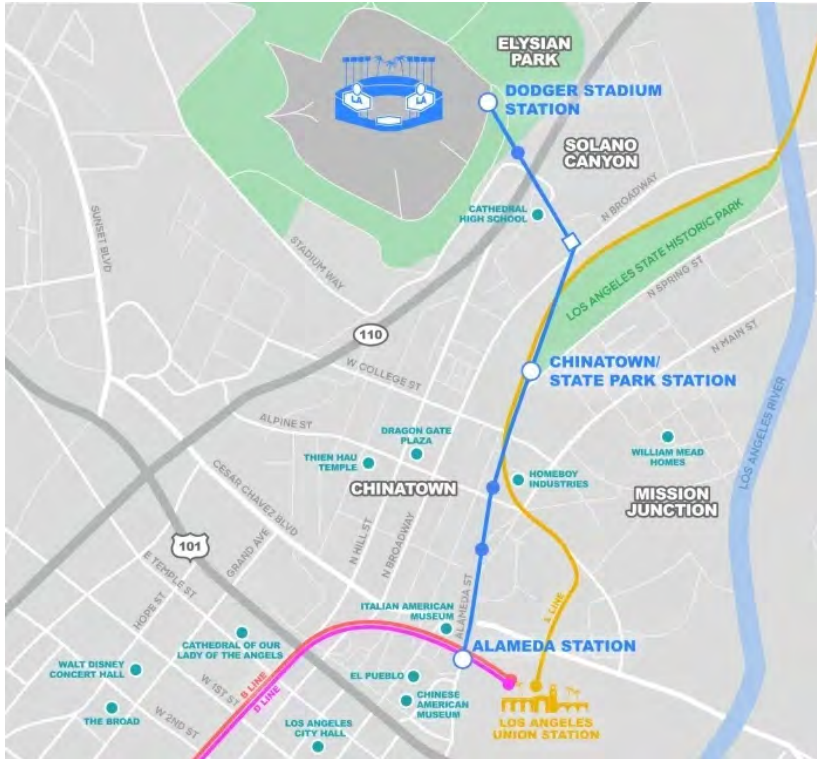 ELYSIAN
PARK
LA
LA
DODGER STADIUM
STATION
SOLANO
CANYON
CATHEDRAL
HIGH SCHOOL
N BROADWAY
SUNSET BLVD
STADIUM WAY
LOS ANGELES STATE HISTORIC PARK
N SPRING ST
110
N MAIN ST
W COLLEGE ST
CHINATOWN/
STATE PARK STATION
LOS ANGELES RIVER
ALPINE ST
DRAGON GATE
PLAZA
THIEN HAU
TEMPLE
WILLIAM MEAD
HOMES
CESAR CHAVEZ BLVD
CHINATOWN
HOMEBOY
INDUSTRIES
MISSION
JUNCTION
101
GRAND AVE
N HILL ST
N BROADWAY
E TEMPLE ST
HOPE ST
ALAMEDA ST
A LINE
ITALIAN AMERICAN
MUSEUM
CATHEDRAL OF OUR
LADY OF THE ANGELS
ALAMEDA STATION
WALT DISNEY
CONCERT HALL
W 1ST ST
B LINE
D LINE
EL PUEBLO
CHINESE
AMERICAN
MUSEUM
THE BROAD
W 2ND ST
LOS ANGELES
CITY HALL
LOS ANGELES
UNION STATION